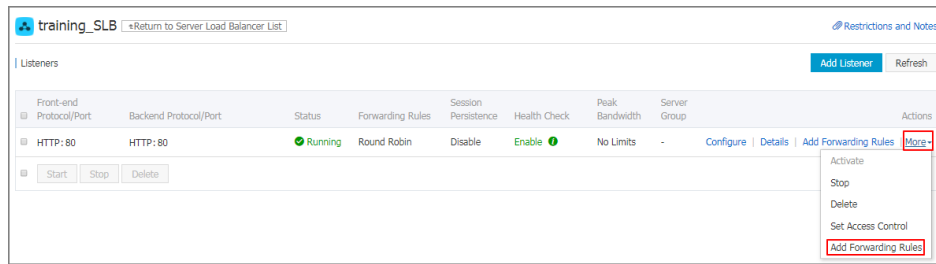 training_SLB Return to Server Load Balancer List Restrictions and Notes
Listeners Add Listener Refresh
Front-end Protocol/Port Backend Protocol/Port Status Forwarding Rules Session Persistence Health Check Peak Bandwidth Server Group Actions
HTTP: 80 HTTP: 80 Running Round Robin Disable Enable No Limits - Configure | Details | Add Forwarding Rules | More
Start Stop Delete
Activate
Stop
Delete
Set Access Control
Add Forwarding Rules